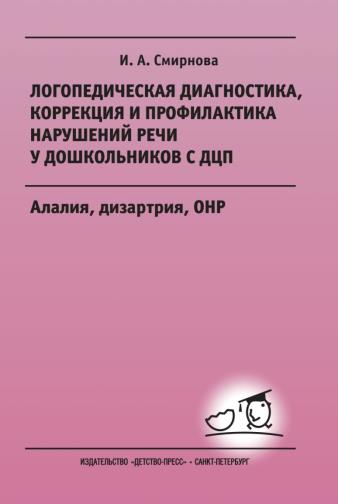 И. А. Смирнова
ЛОГОПЕДИЧЕСКАЯ ДИАГНОСТИКА,
КОРРЕКЦИЯ И ПРОФИЛАКТИКА
НАРУШЕНИЙ РЕЧИ
У ДОШКОЛЬНИКОВ С ДЦП
Алалия, дизартрия, ОНР
ИЗДАТЕЛЬСТВО «ДЕТСТВО-ПРЕСС» • САНКТ-ПЕТЕРБУРГ